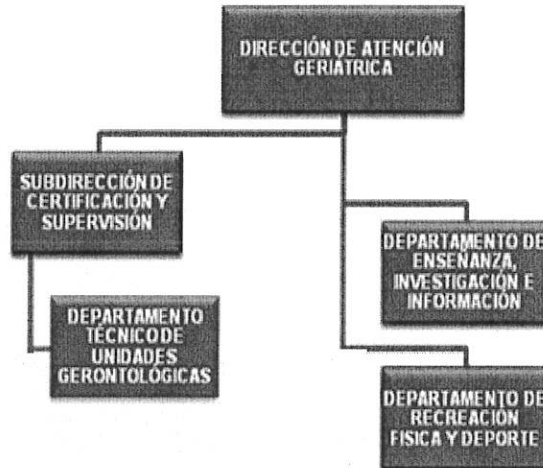 DIRECCIÓN DE ATENCIÓN
GERIÁTRICA
SUBDIRECCIÓN DE
CERTIFICACIÓN Y
SUPERVISIÓN
DEPARTAMENTO
TÉCNICO DE
UNIDADES
GERONTOLÓGICAS
DEPARTAMENTO DE
ENSEÑANZA,
INVESTIGACIÓN E
INFORMACIÓN
DEPARTAMENTO DE
RECREACIÓN
FISICA Y DEPORTE